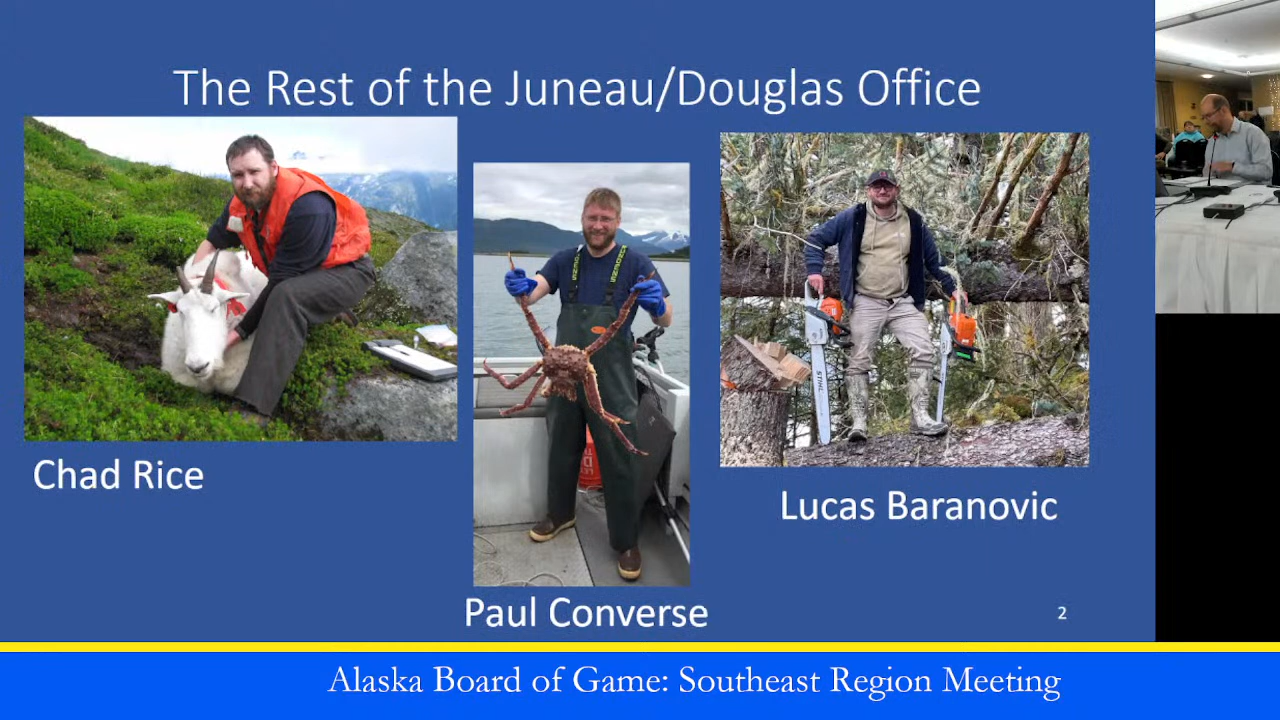 The Rest of the Juneau/Douglas Office
Chad Rice
Paul Converse
Lucas Baranovic
STIHL
2
Alaska Board of Game: Southeast Region Meeting